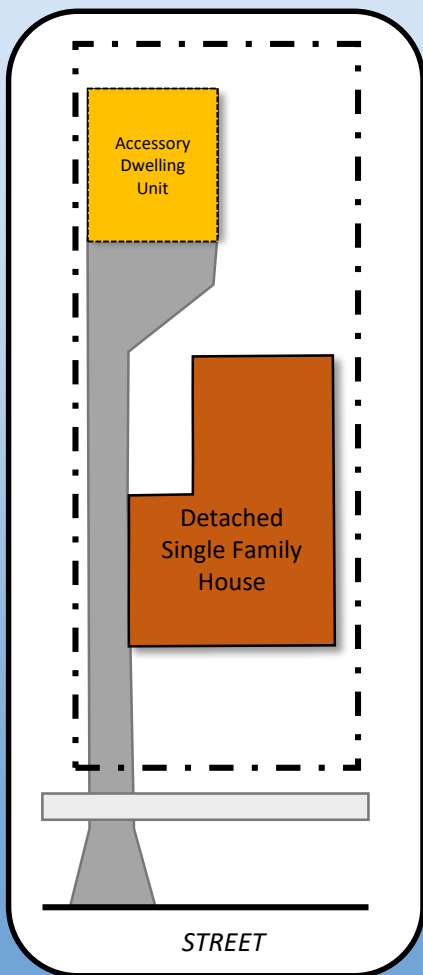 Accessory
Dwelling
Unit
Detached
Single Family
House
STREET